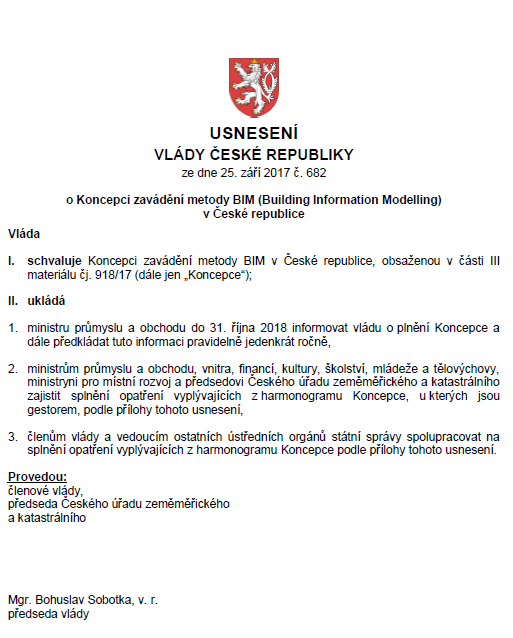 USNESENÍ
VLÁDY ČESKÉ REPUBLIKY
ze dne 25. září 2017 č. 682
o Koncepci zavádění metody BIM (Building Information Modelling)
v České republice
Vláda
I. schvaluje Koncepci zavádění metody BIM v České republice, obsaženou v části III
materiálu čj. 918/17 (dále jen „Koncepce“);
II. ukládá
1. ministru průmyslu a obchodu do 31. října 2018 informovat vládu o plnění Koncepce a
dále předkládat tuto informaci pravidelně jedenkrát ročně,
2. ministrům průmyslu a obchodu, vnitra, financí, kultury, školství, mládeže a tělovýchovy,
ministryni pro místní rozvoj a předsedovi Českého úřadu zeměměřického a katastrálního
zajistit splnění opatření vyplývajících z harmonogramu Koncepce, u kterých jsou
gestorem, podle přílohy tohoto usnesení,
3. členům vlády a vedoucím ostatních ústředních orgánů státní správy spolupracovat na
splnění opatření vyplývajících z harmonogramu Koncepce podle přílohy tohoto usnesení.
Provedou:
členové vlády,
předseda Českého úřadu zeměměřického
a katastrálního
Mgr. Bohuslav Sobotka, v. r.
předseda vlády